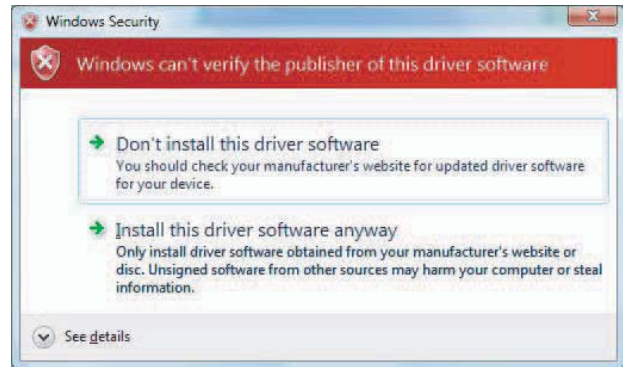 Windows Security
Windows can't verify the publisher of this driver software
Don't install this driver software
You should check your manufacturer's website for updated driver software
for your device.
Install this driver software anyway
Only install driver software obtained from your manufacturer's website or
disc. Unsigned software from other sources may harm your computer or steal
information.
See details